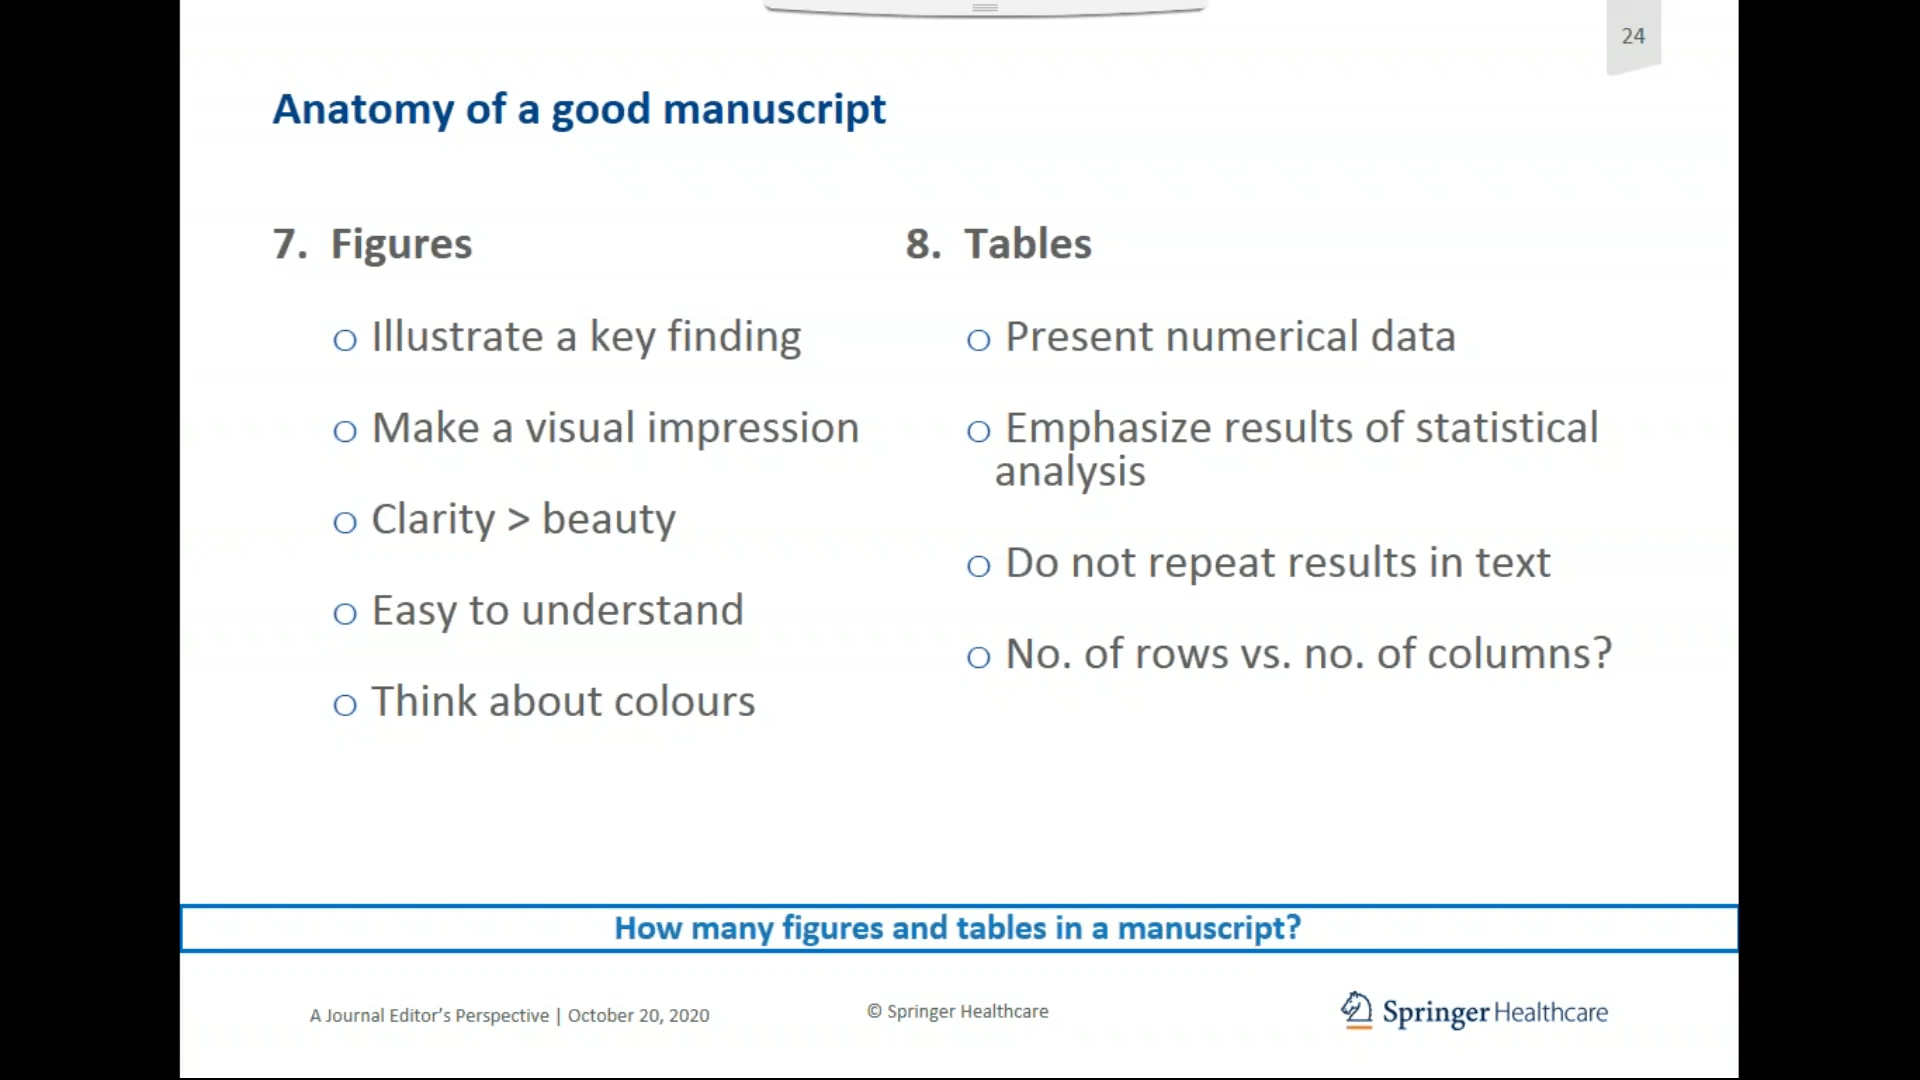 24
Anatomy of a good manuscript
7. Figures
o Illustrate a key finding
o Make a visual impression
o Clarity > beauty
o Easy to understand
o Think about colours
8. Tables
o Present numerical data
o Emphasize results of statistical
analysis
o Do not repeat results in text
o No. of rows vs. no. of columns?
How many figures and tables in a manuscript?
A Journal Editor’s Perspective | October 20, 2020
© Springer Healthcare
Springer Healthcare